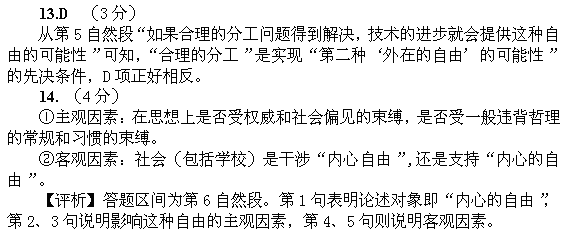 13.D （3分）
从第5自然段“如果合理的分工问题得到解决，技术的进步就会提供这种自
由的可能性”可知，“合理的分工”是实现“第二种‘外在的自由’的可能性”
的先决条件，D项正好相反。
14. （4分）
①主观因素：在思想上是否受权威和社会偏见的束缚，是否受一般违背哲理
的常规和习惯的束缚。
②客观因素：社会（包括学校）是干涉“内心自由”,还是支持“内心的自
由”。
【评析】答题区间为第6自然段。第1句表明论述对象即“内心的自由”，
第2、3句说明影响这种自由的主观因素，第4、5句则说明客观因素。